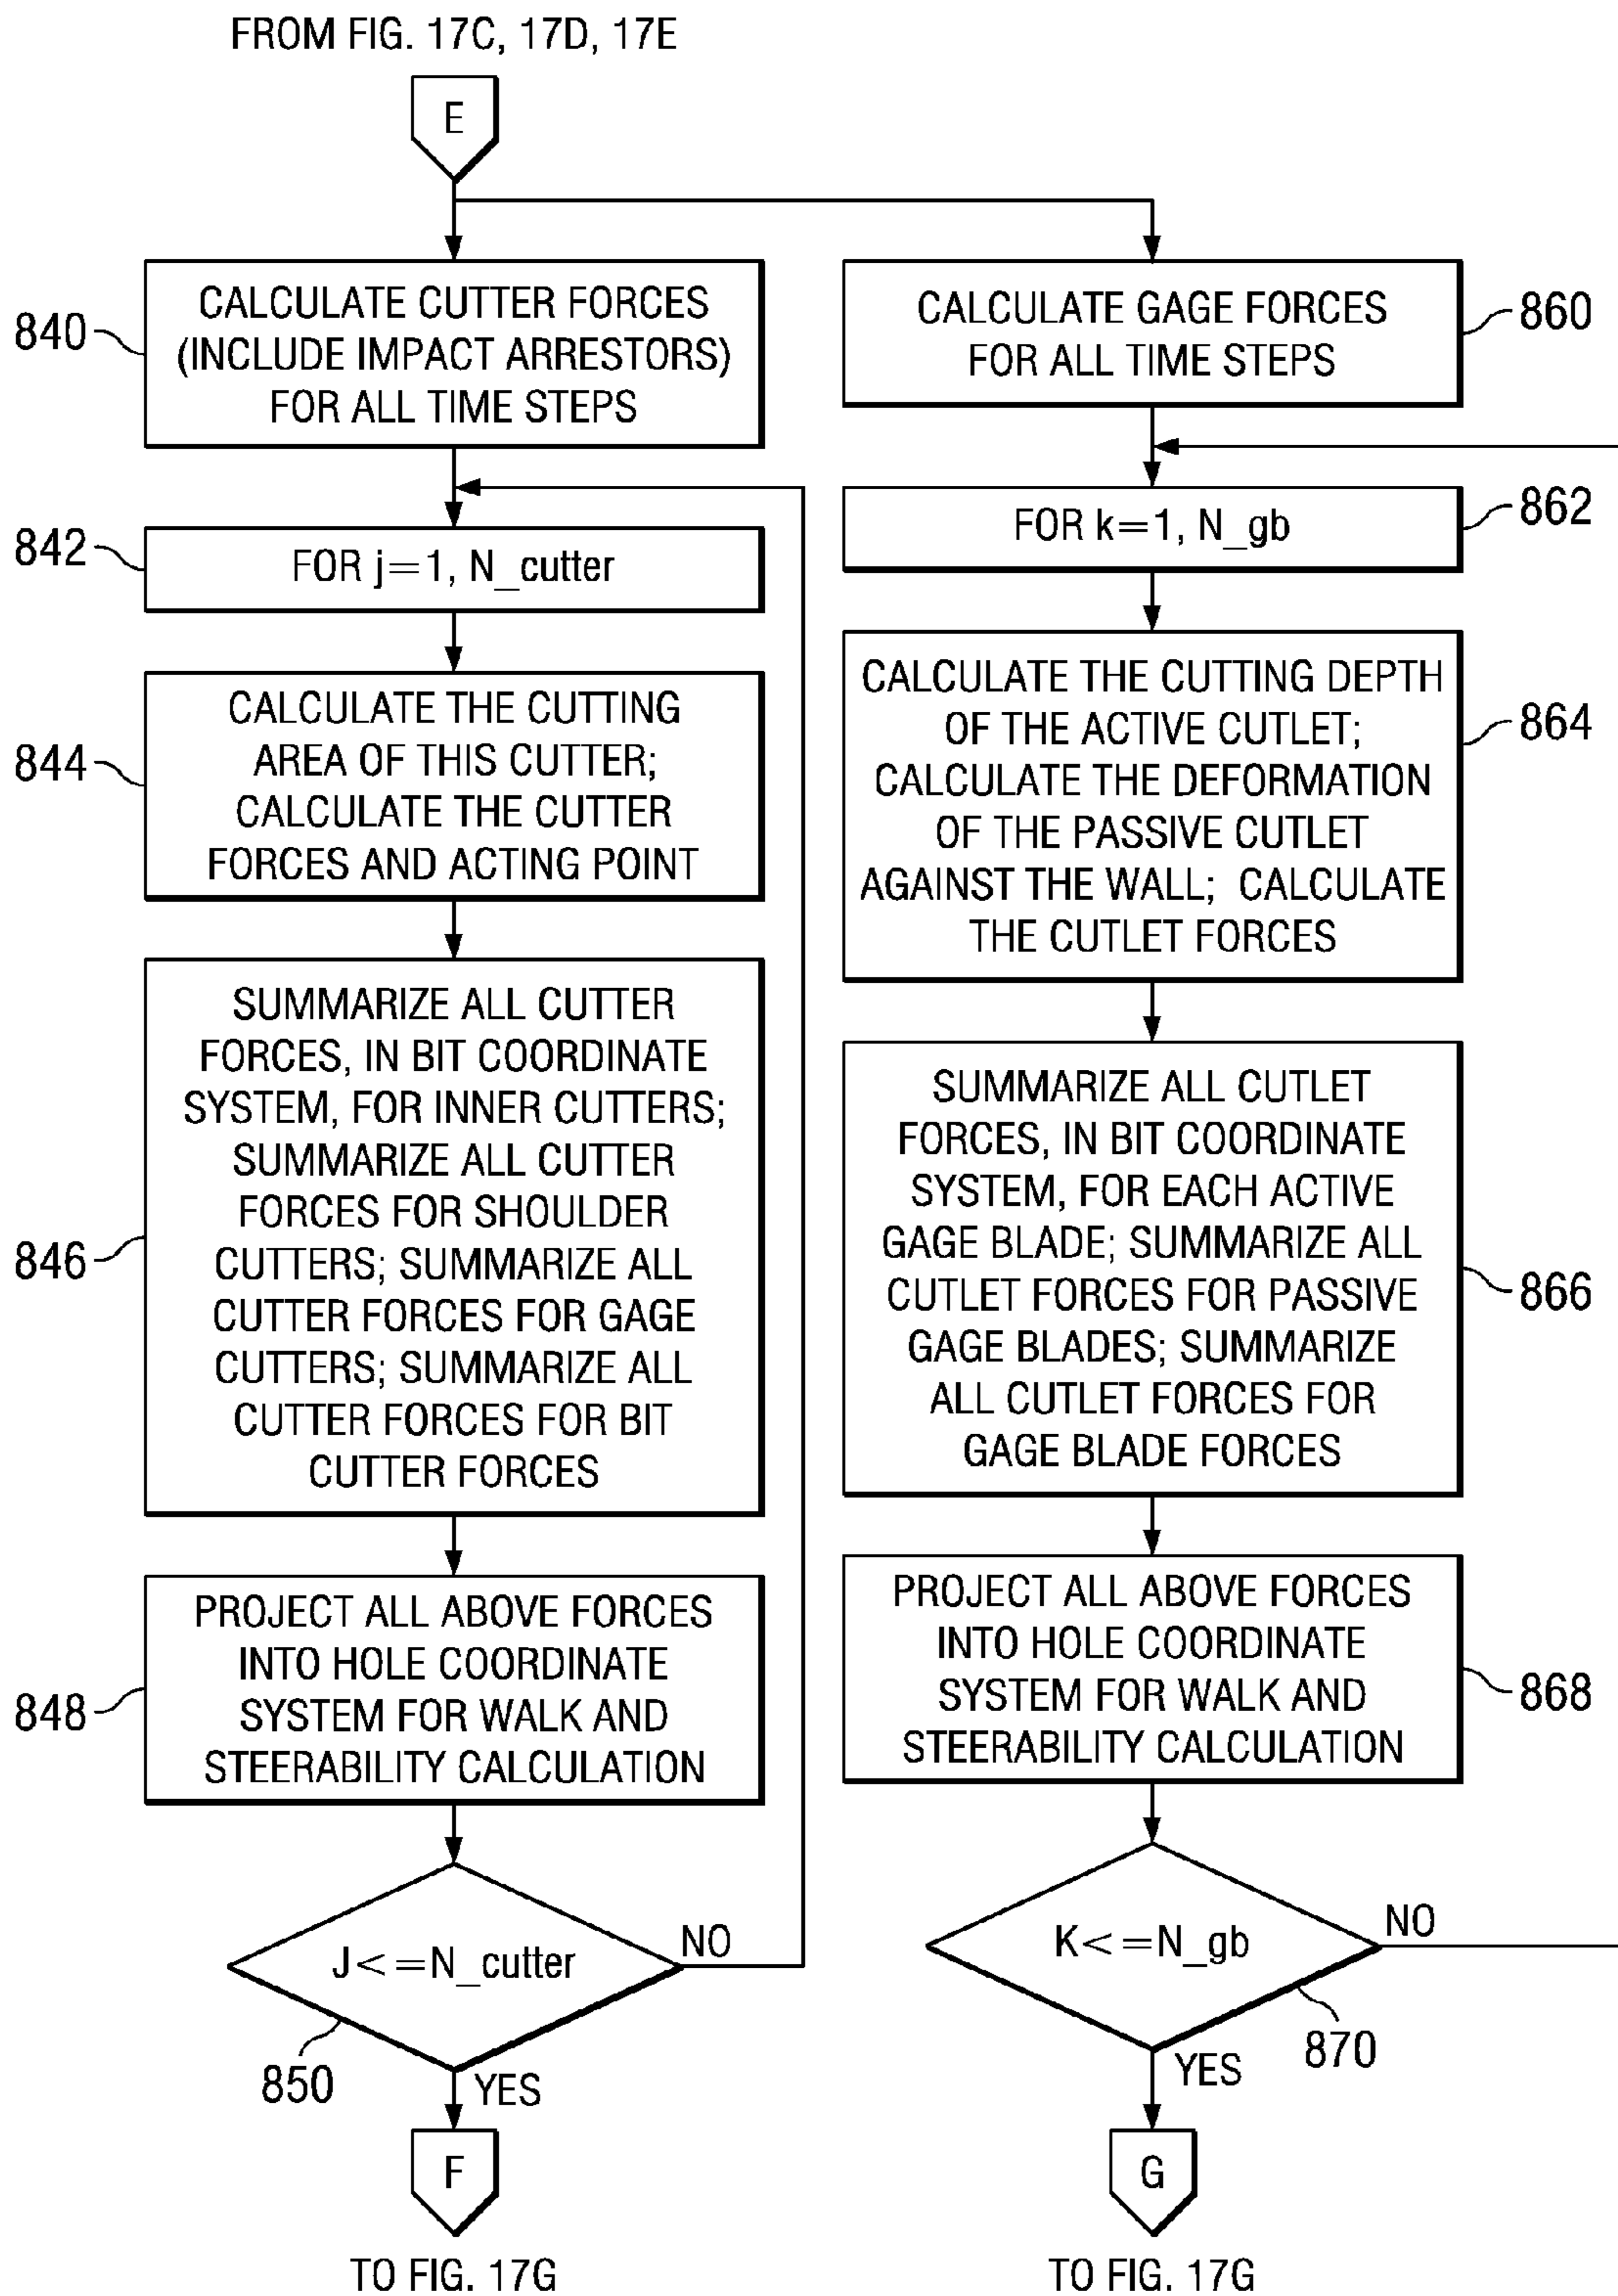 FROM FIG. 17C, 17D, 17E
E
840
CALCULATE CUTTER FORCES
(INCLUDE IMPACT ARRESTORS)
FOR ALL TIME STEPS
842
FOR j=1, N_cutter
844
CALCULATE THE CUTTING
AREA OF THIS CUTTER;
CALCULATE THE CUTTER
FORCES AND ACTING POINT
846
SUMMARIZE ALL CUTTER
FORCES, IN BIT COORDINATE
SYSTEM, FOR INNER CUTTERS;
SUMMARIZE ALL CUTTER
FORCES FOR SHOULDER
CUTTERS; SUMMARIZE ALL
CUTTER FORCES FOR GAGE
CUTTERS; SUMMARIZE ALL
CUTTER FORCES FOR BIT
CUTTER FORCES
848
PROJECT ALL ABOVE FORCES
INTO HOLE COORDINATE
SYSTEM FOR WALK AND
STEERABILITY CALCULATION
J<=N_cutter
NO
850
YES
F
TO FIG. 17G
CALCULATE GAGE FORCES
FOR ALL TIME STEPS
860
FOR k=1, N_gb
862
CALCULATE THE CUTTING DEPTH
OF THE ACTIVE CUTLET;
CALCULATE THE DEFORMATION
OF THE PASSIVE CUTLET
AGAINST THE WALL; CALCULATE
THE CUTLET FORCES
864
SUMMARIZE ALL CUTLET
FORCES, IN BIT COORDINATE
SYSTEM, FOR EACH ACTIVE
GAGE BLADE; SUMMARIZE ALL
CUTLET FORCES FOR PASSIVE
GAGE BLADES; SUMMARIZE
ALL CUTLET FORCES FOR
GAGE BLADE FORCES
866
PROJECT ALL ABOVE FORCES
INTO HOLE COORDINATE
SYSTEM FOR WALK AND
STEERABILITY CALCULATION
868
K<=N_gb
NO
870
YES
G
TO FIG. 17G